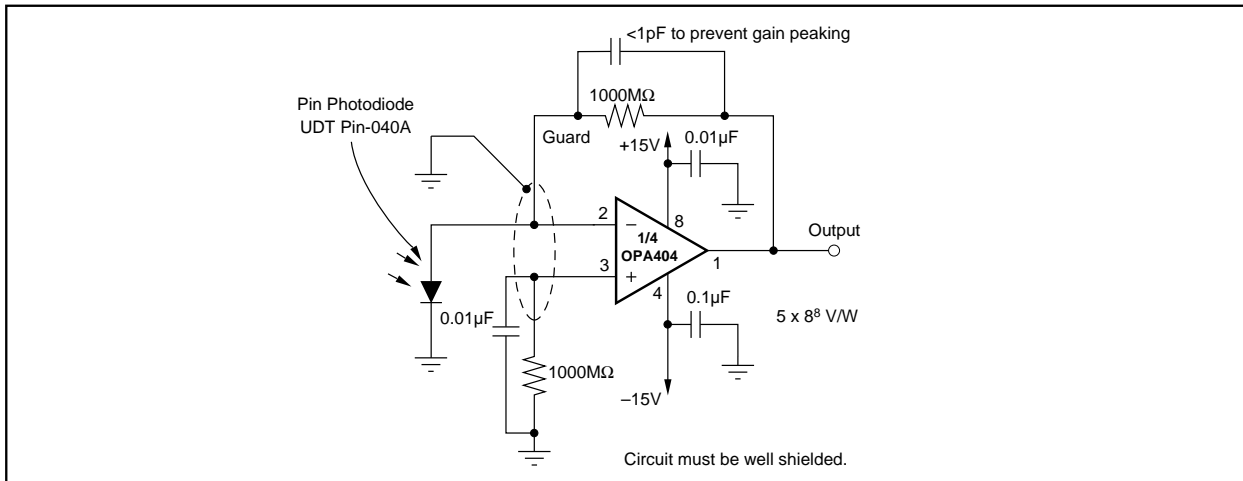 <1pF to prevent gain peaking
1000MΩ
Pin Photodiode
UDT Pin-040A
Guard
+15V
0.01µF
2
–
8
1/4
OPA404
1
Output
3
+
4
0.01µF
0.1µF
5 x 8⁸ V/W
1000MΩ
–15V
Circuit must be well shielded.